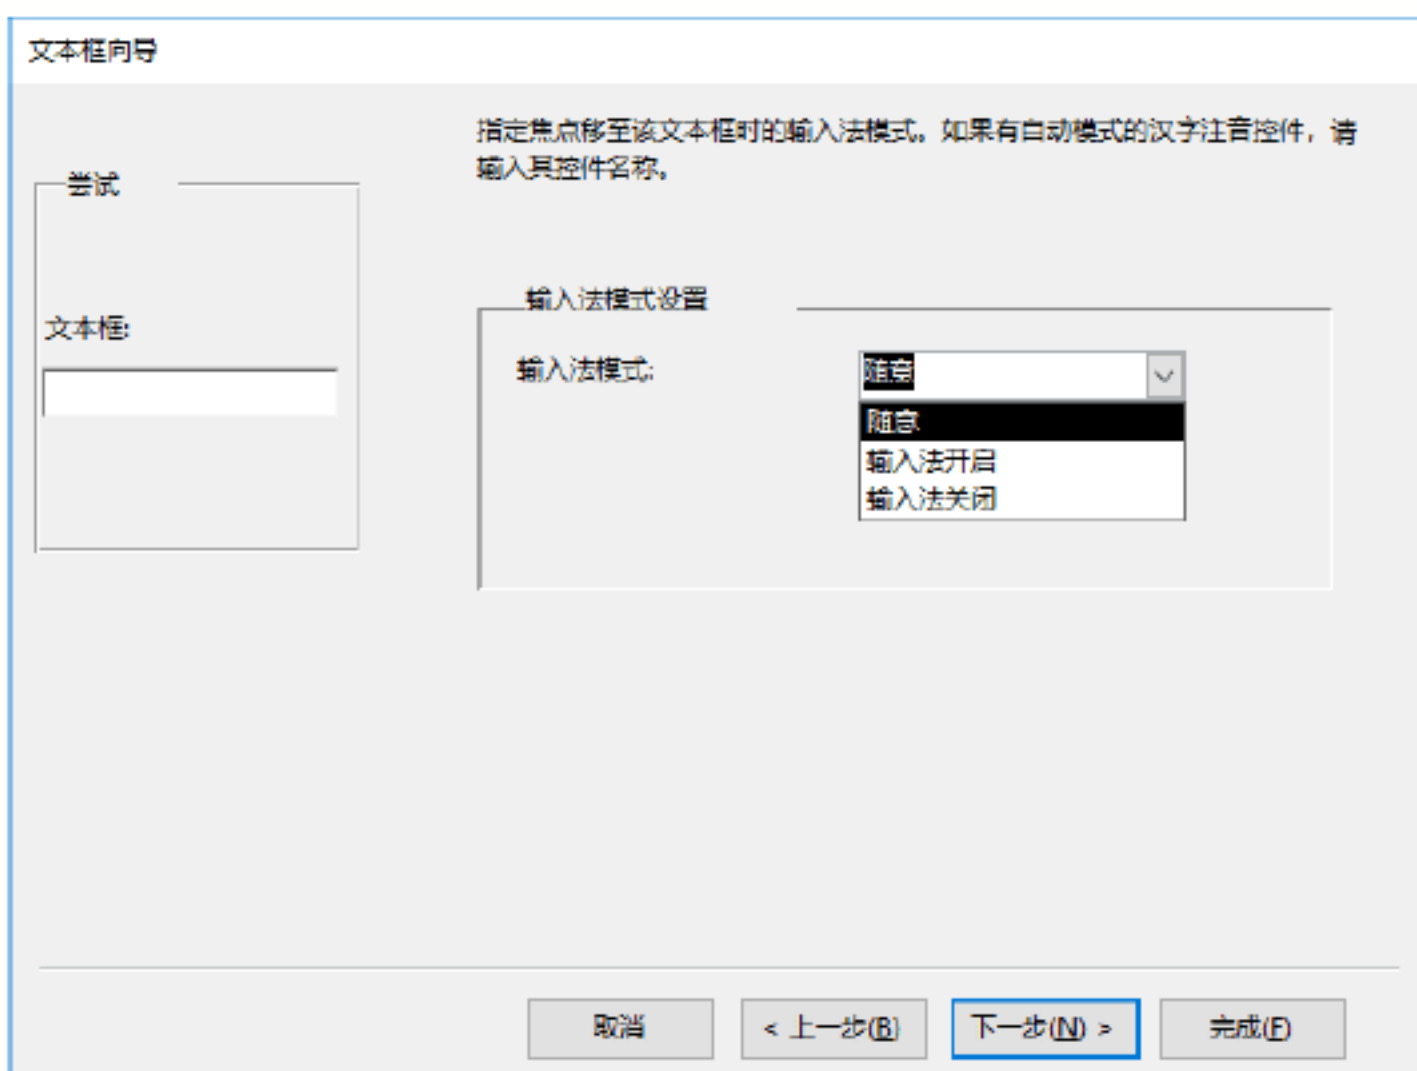 文本框向导
指定焦点移至该文本框时的输入法模式。如果有自动模式的汉字注音控件，请
输入其控件名称。
尝试
文本框:
输入法模式设置
输入法模式:
随意
随意
输入法开启
输入法关闭
取消
< 上一步(B)
下一步(N) >
完成(F)